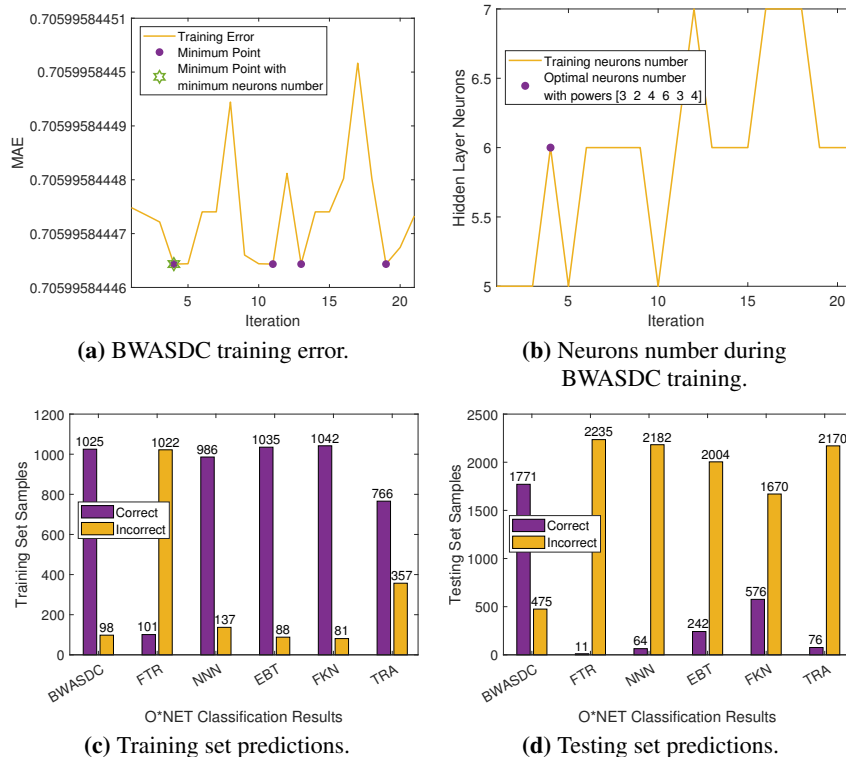 0.70599584451
0.7059958445
0.70599584449
0.70599584448
0.70599584447
0.70599584446
MAE
Training Error
Minimum Point
Minimum Point with
minimum neurons number
5 10 15 20
Iteration
(a) BWASDC training error.
7
6.5
6
5.5
5
Hidden Layer Neurons
Training neurons number
Optimal neurons number
with powers [3 2 4 6 3 4]
5 10 15 20
Iteration
(b) Neurons number during
BWASDC training.
1200
1000
800
600
400
200
0
Training Set Samples
1025 98 101 1022 986 137 1035 88 1042 81 766 357
Correct
Incorrect
BWASDC FTR NNN EBT FKN TRA
O*NET Classification Results
(c) Training set predictions.
2500
2000
1500
1000
500
0
Testing Set Samples
1771 475 11 2235 64 2182 242 2004 576 1670 76 2170
Correct
Incorrect
BWASDC FTR NNN EBT FKN TRA
O*NET Classification Results
(d) Testing set predictions.